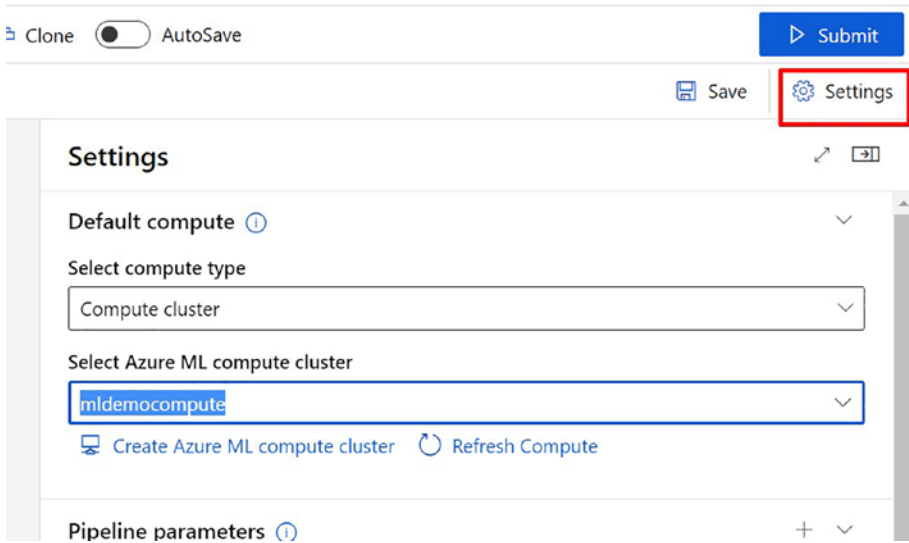 Clone AutoSave Submit
Save Settings
Settings
Default compute
Select compute type
Compute cluster
Select Azure ML compute cluster
mldemocompute
Create Azure ML compute cluster Refresh Compute
Pipeline parameters